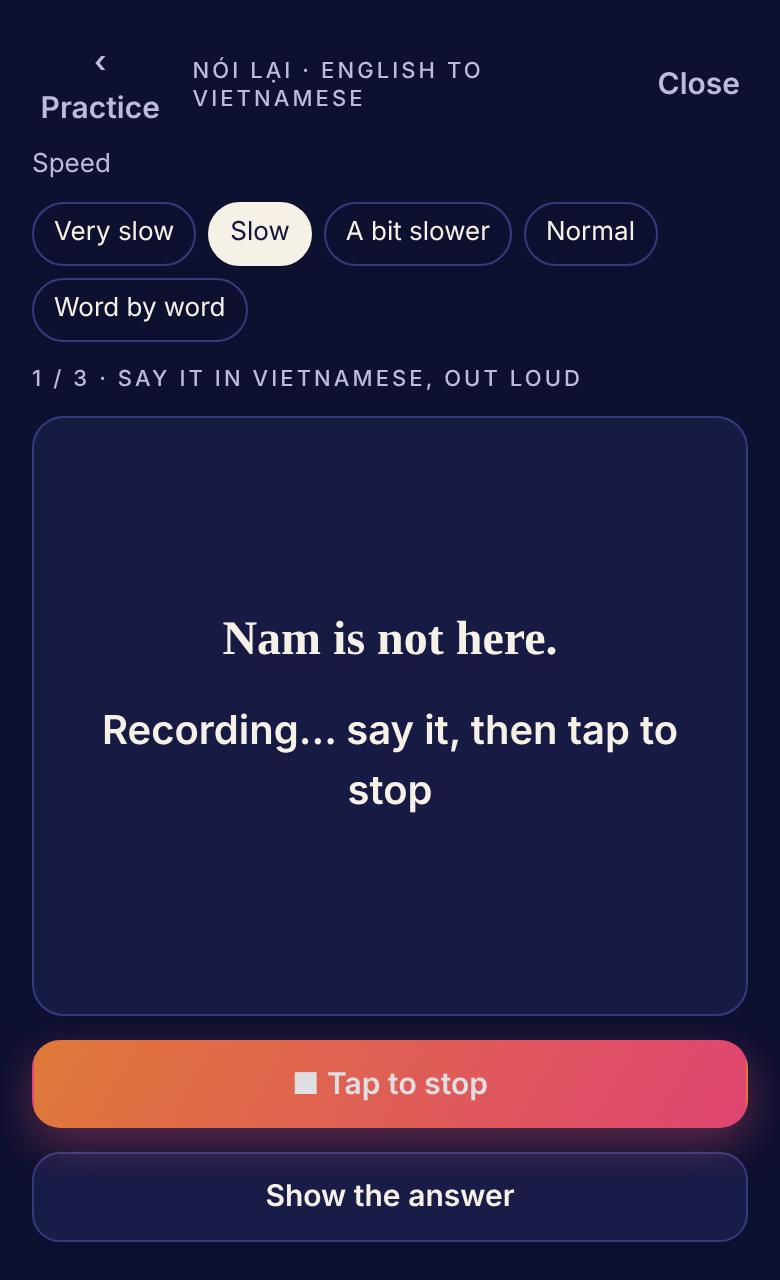 ‹
Practice
NÓI LẠI · ENGLISH TO
VIETNAMESE
Close
Speed
Very slow
Slow
A bit slower
Normal
Word by word
1 / 3 · SAY IT IN VIETNAMESE, OUT LOUD
Nam is not here.
Recording… say it, then tap to
stop
■ Tap to stop
Show the answer